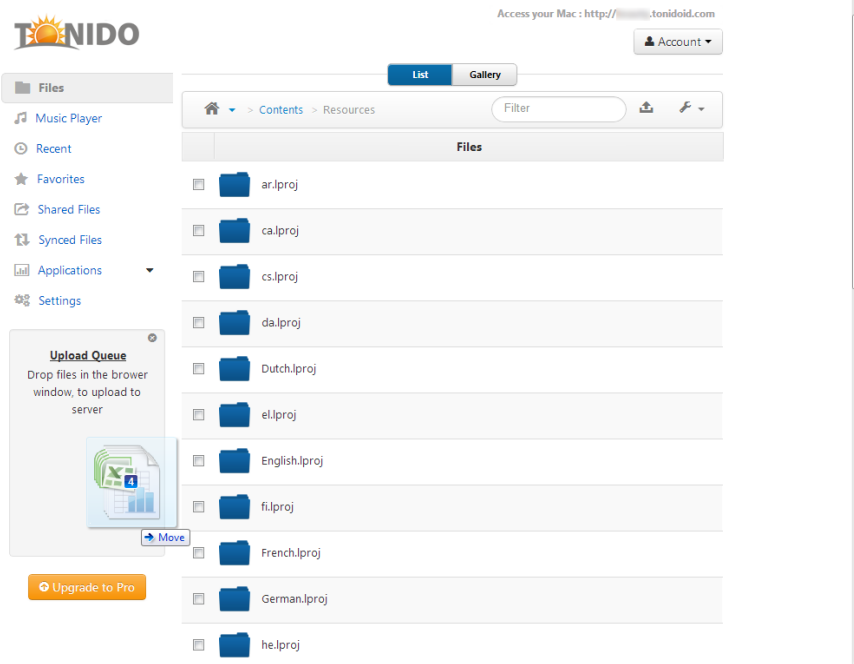 Access your Mac : http:// .tonidoid.com
TONIDO
Account
List
Gallery
Files
Music Player
Recent
Favorites
Shared Files
Synced Files
Applications
Settings
> Contents > Resources
Filter
Files
ar.lproj
ca.lproj
cs.lproj
da.lproj
Dutch.lproj
el.lproj
English.lproj
fi.lproj
French.lproj
German.lproj
he.lproj
Upload Queue
Drop files in the brower
window, to upload to
server
4
Move
Upgrade to Pro